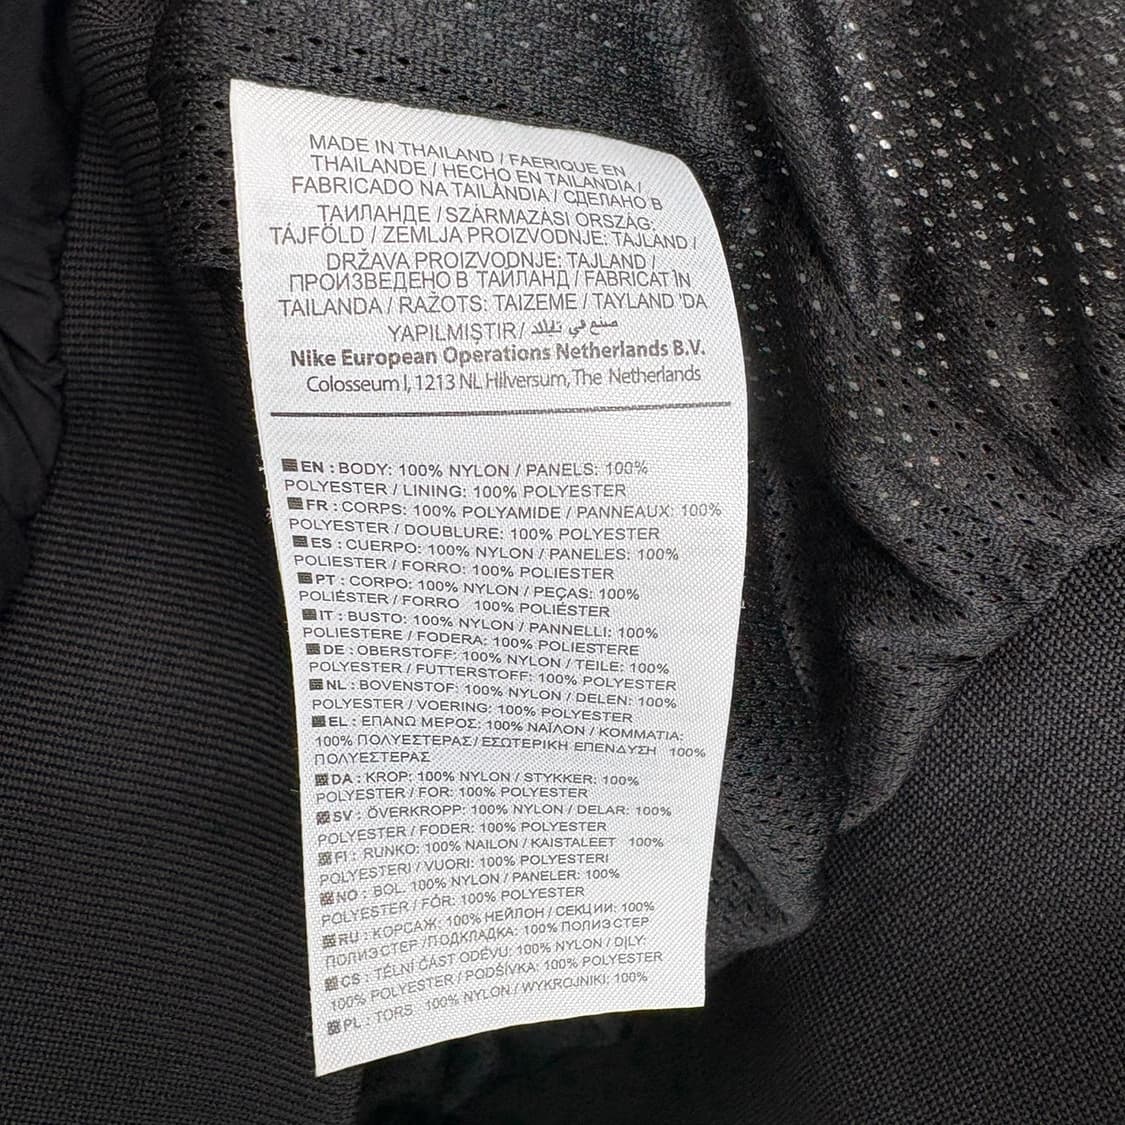 MADE IN THAILAND / FAERIQUE EN
THAILANDE / HECHO EN TAILANDIA /
FABRICADO NA TAILÂNDIA / СДЕЛАНО В
ТАИЛАНДЕ / SZÁRMAZÁSI ORSZÁG:
TÁJFÖLD / ZEMLJA PROIZVODNJE: TAJLAND /
DRŽAVA PROIZVODNJE: TAJLAND /
ПРОИЗВЕДЕНО В ТАИЛАНД / FABRICAT ÎN
TAILANDA / RAŽOTS: TAIZEME / TAYLAND 'DA
YAPILMIŞTIR / صنع في
Nike European Operations Netherlands B.V.
Colosseum I, 1213 NL Hilversum, The Netherlands
EN : BODY: 100% NYLON / PANELS: 100%
POLYESTER / LINING: 100% POLYESTER
FR : CORPS: 100% POLYAMIDE / PANNEAUX: 100%
POLYESTER / DOUBLURE: 100% POLYESTER
ES : CUERPO: 100% NYLON / PANELES: 100%
POLIESTER / FORRO: 100% POLIESTER
PT : CORPO: 100% NYLON / PEÇAS: 100%
POLIÉSTER / FORRO 100% POLIÉSTER
IT : BUSTO: 100% NYLON / PANNELLI: 100%
POLIESTERE / FODERA: 100% POLIESTERE
DE : OBERSTOFF: 100% NYLON / TEILE: 100%
POLYESTER / FUTTERSTOFF: 100% POLYESTER
NL : BOVENSTOF: 100% NYLON / DELEN: 100%
POLYESTER / VOERING: 100% POLYESTER
EL : ΕΠΑΝΩ ΜΕΡΟΣ: 100% ΝΑΪΛΟΝ / ΚΟΜΜΑΤΙΑ:
100% ΠΟΛΥΕΣΤΕΡΑΣ / ΕΣΩΤΕΡΙΚΗ ΕΠΕΝΔΥΣΗ 100%
ΠΟΛΥΕΣΤΕΡΑΣ
DA : KROP: 100% NYLON / STYKKER: 100%
POLYESTER / FOR: 100% POLYESTER
SV : ÖVERKROPP: 100% NYLON / DELAR: 100%
POLYESTER / FODER: 100% POLYESTER
FI : RUNKO: 100% NAILON / KAISTALEET 100%
POLYESTERI / VUORI: 100% POLYESTERI
NO : BOL. 100% NYLON / PANELER: 100%
POLYESTER / FÔR: 100% POLYESTER
RU : КОРСАЖ: 100% НЕЙЛОН / СЕКЦИИ: 100%
ПОЛИЭСТЕР / ПОДКЛАДКА: 100% ПОЛИЭСТЕР
CS : TĚLNÍ ČÁST ODĚVU: 100% NYLON / DÍLY:
100% POLYESTER / PODŠÍVKA: 100% POLYESTER
PL : TORS 100% NYLON / WYKROJNIKI: 100%